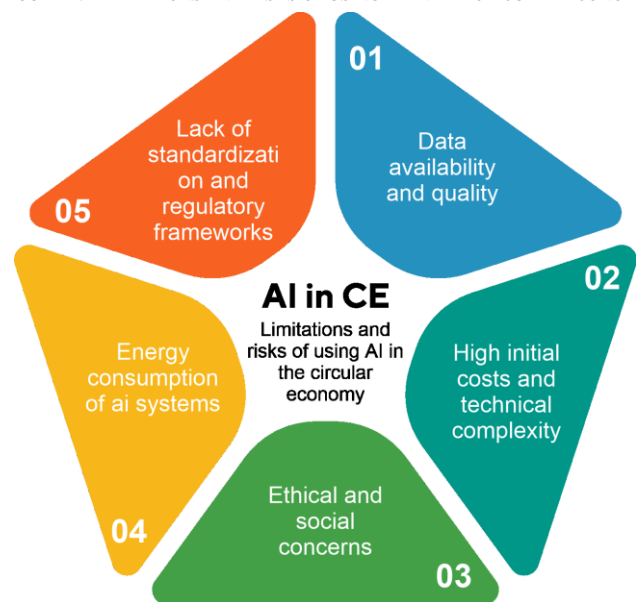 01
Data
availability
and quality
02
High initial
costs and
technical
complexity
03
Ethical and
social
concerns
04
Energy
consumption
of ai systems
05
Lack of
standardizati
on and
regulatory
frameworks
AI in CE
Limitations and
risks of using AI in
the circular
economy